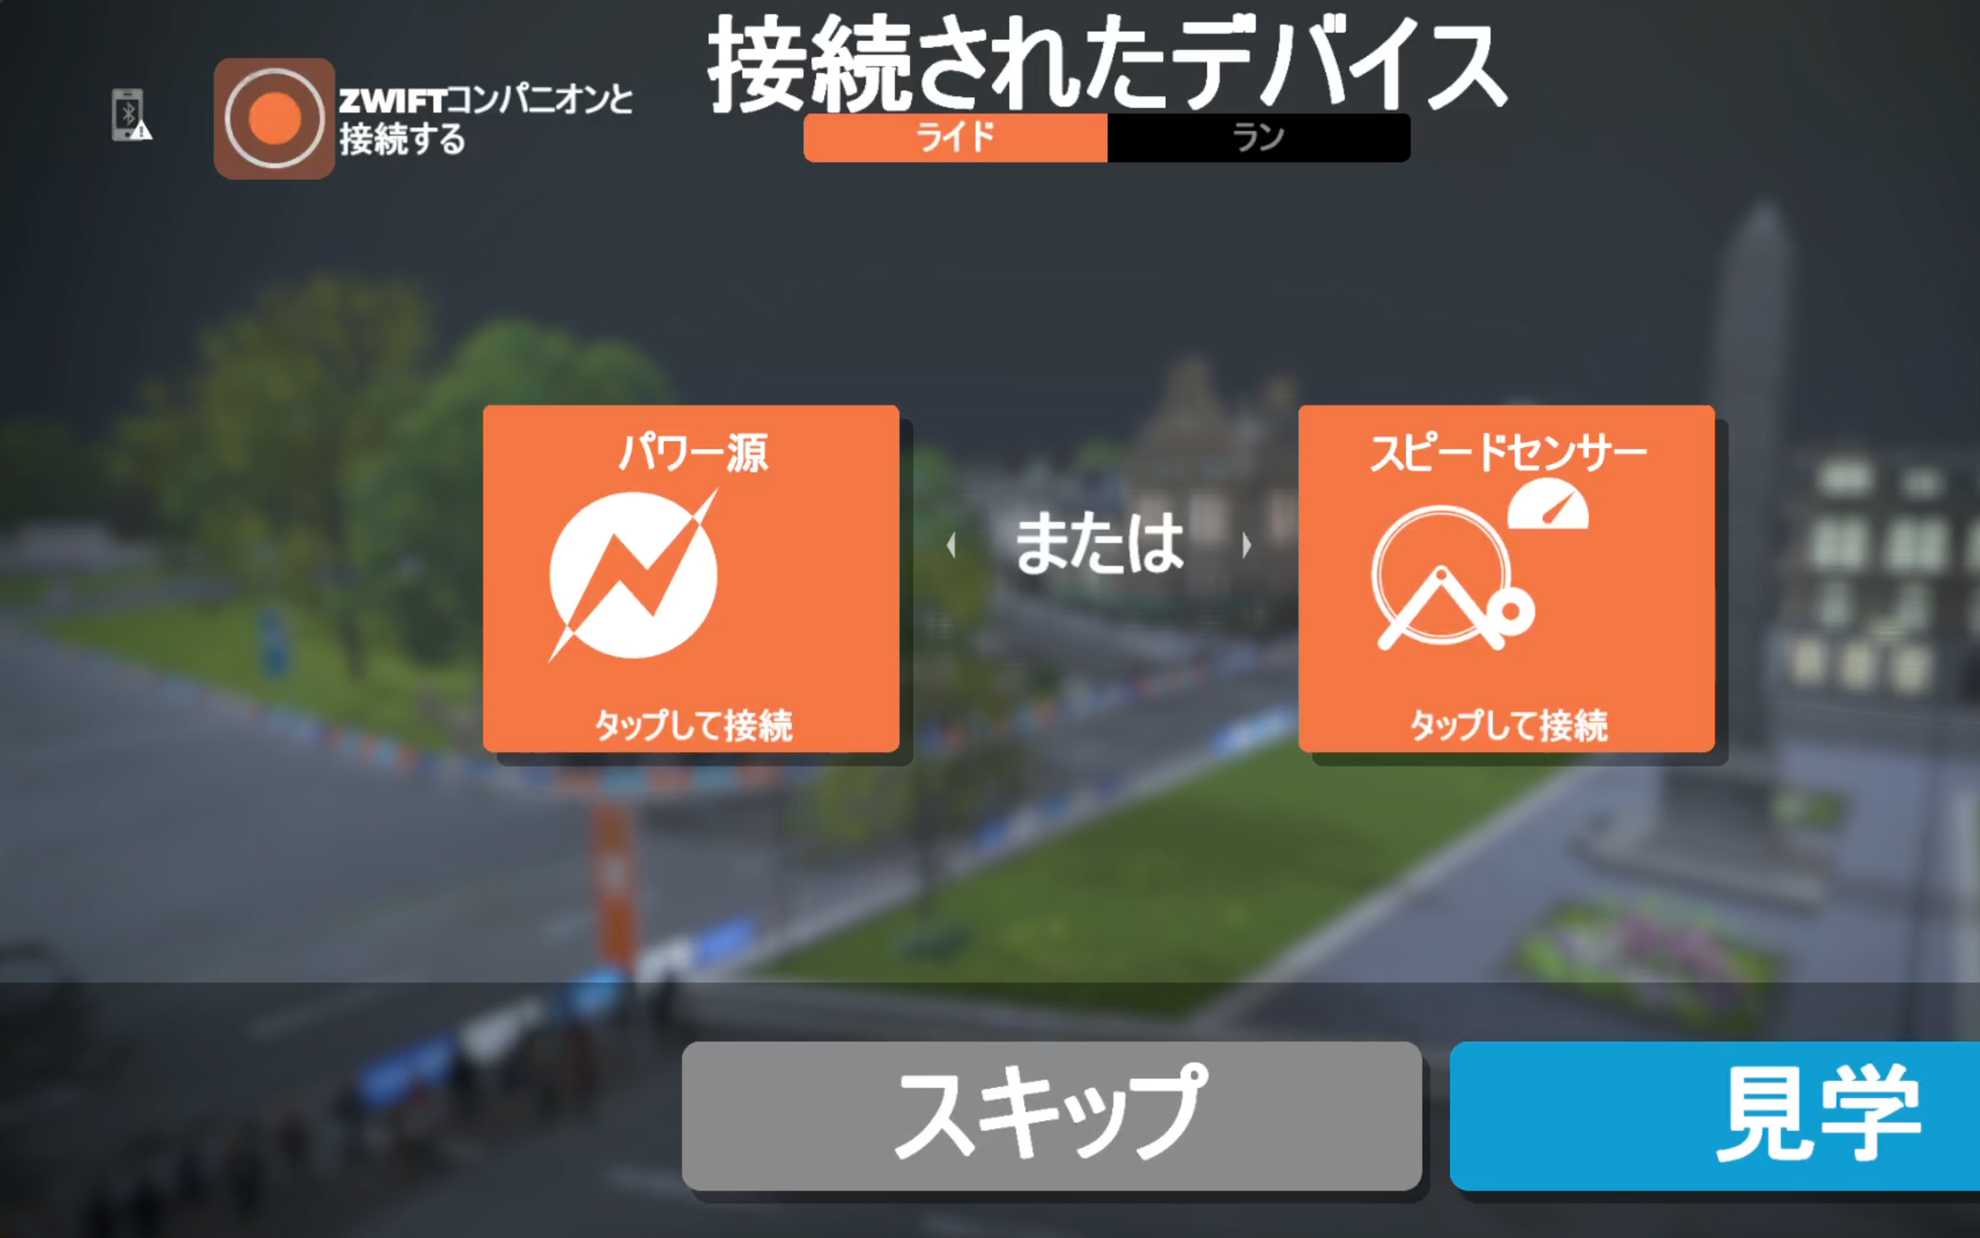 接続されたデバイス
ZWIFTコンパニオンと
接続する
ライド
ラン
パワー源
タップして接続
または
スピードセンサー
タップして接続
スキップ
見学